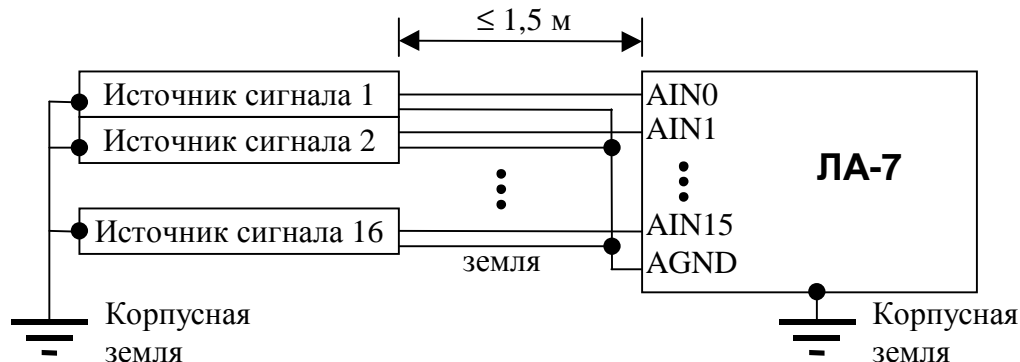 ≤ 1,5 м
Источник сигнала 1
AIN0
Источник сигнала 2
AIN1
ЛА-7
Источник сигнала 16
AIN15
земля
AGND
Корпусная
земля
Корпусная
земля